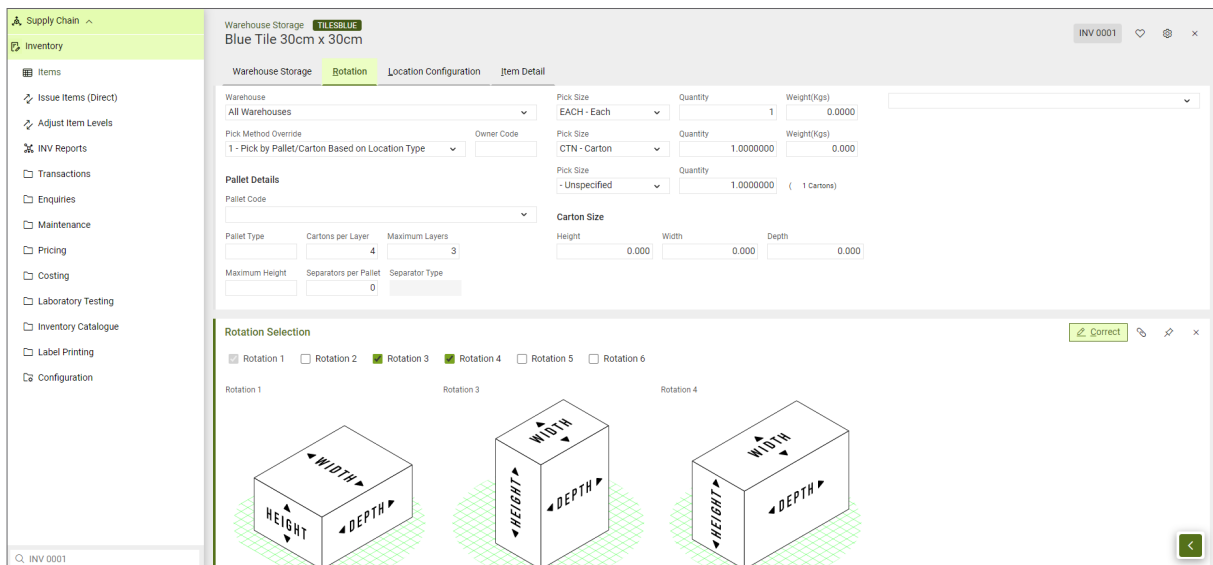 Supply Chain
Inventory
Items
Issue Items (Direct)
Adjust Item Levels
INV Reports
Transactions
Enquiries
Maintenance
Pricing
Costing
Laboratory Testing
Inventory Catalogue
Label Printing
Configuration
INV 0001
Warehouse Storage TILESBLUE
Blue Tile 30cm x 30cm
INV 0001
Warehouse Storage Rotation Location Configuration Item Detail
Warehouse Pick Size Quantity Weight(Kgs)
All Warehouses EACH - Each 1 0.0000
Pick Method Override Owner Code Pick Size Quantity Weight(Kgs)
1 - Pick by Pallet/Carton Based on Location Type CTN - Carton 1.0000000 0.000
Pick Size Quantity
Pallet Details - Unspecified 1.0000000 ( 1 Cartons)
Pallet Code
Carton Size
Pallet Type Cartons per Layer Maximum Layers Height Width Depth
4 3 0.000 0.000 0.000
Maximum Height Separators per Pallet Separator Type
0
Rotation Selection Correct
Rotation 1 Rotation 2 Rotation 3 Rotation 4 Rotation 5 Rotation 6
Rotation 1 Rotation 3 Rotation 4
WIDTH
HEIGHT
DEPTH
WIDTH
HEIGHT
DEPTH
WIDTH
HEIGHT
DEPTH